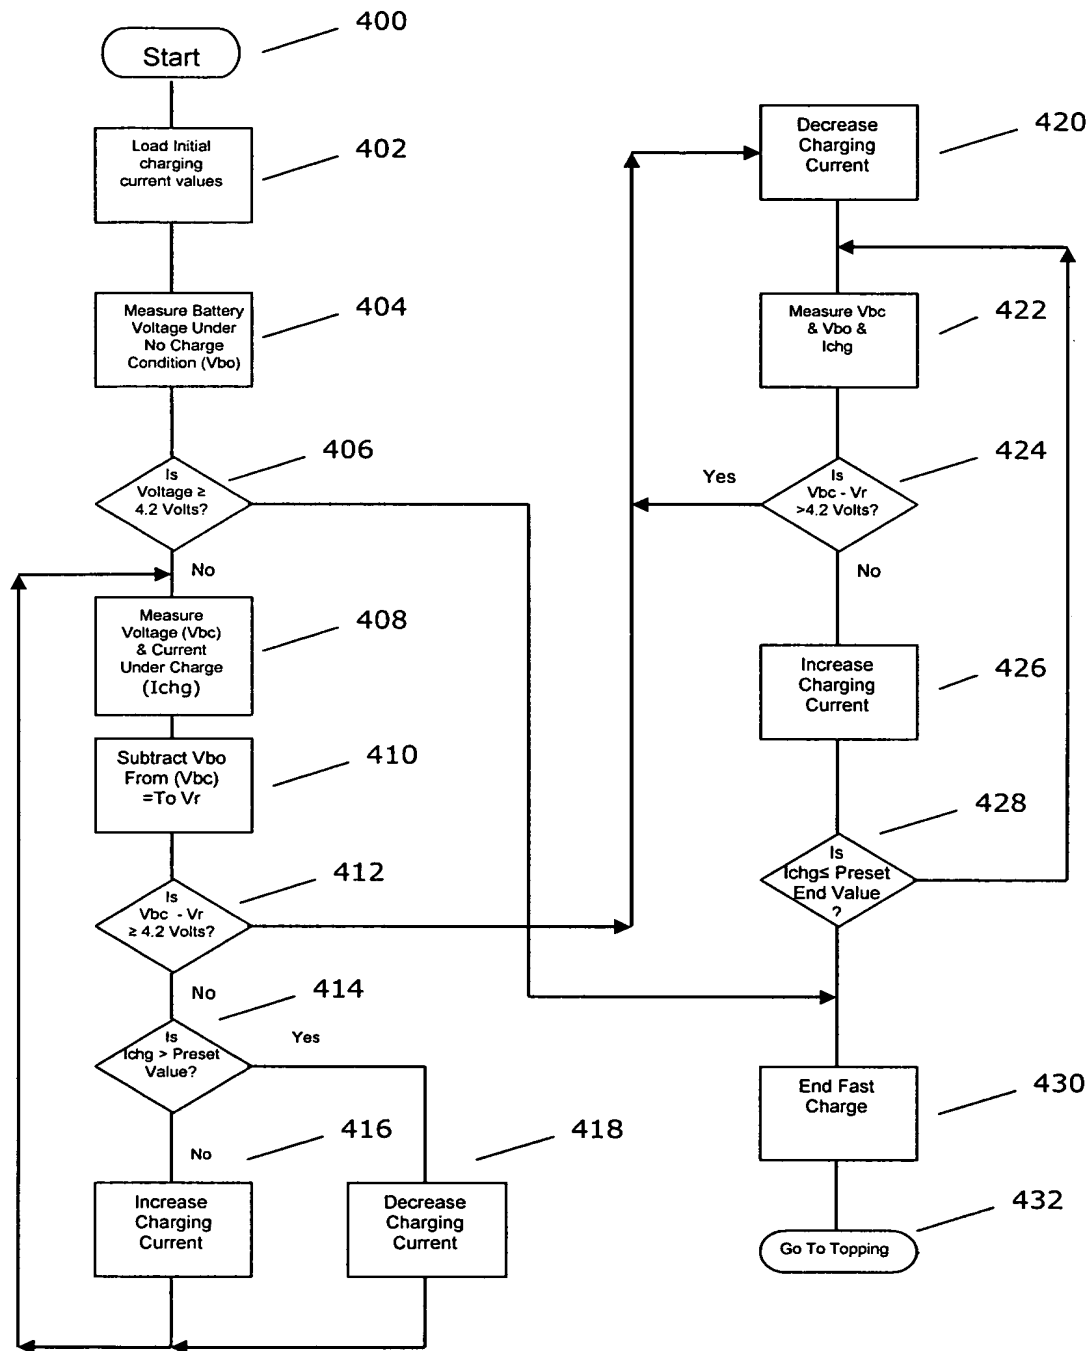 Start
400
Load Initial
charging
current values
402
Measure Battery
Voltage Under
No Charge
Condition (Vbo)
404
Is
Voltage ≥
4.2 Volts?
406
No
Measure
Voltage (Vbc)
& Current
Under Charge
(Ichg)
408
Subtract Vbo
From (Vbc)
=To Vr
410
Is
Vbc - Vr
≥ 4.2 Volts?
412
No
Is
Ichg > Preset
Value?
414
Yes
No
Increase
Charging
Current
416
Decrease
Charging
Current
418
Decrease
Charging
Current
420
Measure Vbc
& Vbo &
Ichg
422
Is
Vbc - Vr
>4.2 Volts?
424
Yes
No
Increase
Charging
Current
426
Is
Ichg≤ Preset
End Value
?
428
End Fast
Charge
430
Go To Topping
432